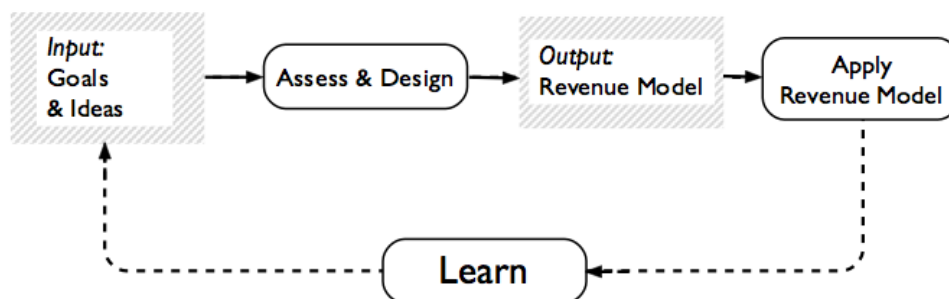 Input:
Goals
& Ideas
Assess & Design
Output:
Revenue Model
Apply
Revenue Model
Learn